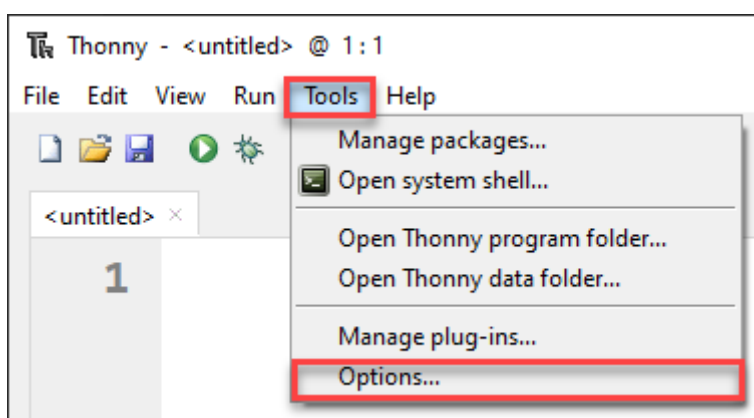 Thonny - <untitled> @ 1:1
File Edit View Run Tools Help
Manage packages...
Open system shell...
<untitled> ×
Open Thonny program folder...
1
Open Thonny data folder...
Manage plug-ins...
Options...